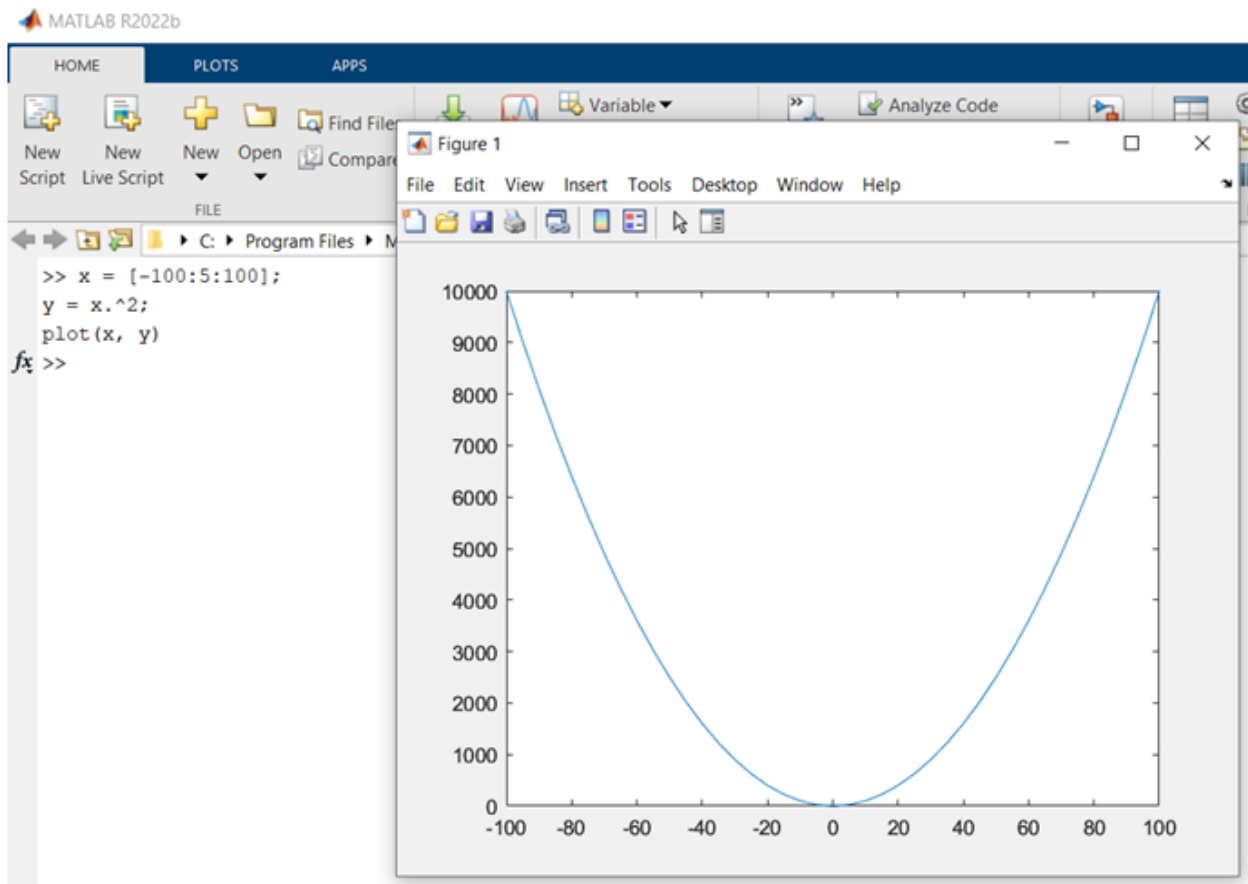 MATLAB R2022b
HOME PLOTS APPS
New Script
New Live Script
New
Open
Find Files
Compare
Variable
Analyze Code
FILE
C: Program Files
>> x = [-100:5:100];
y = x.^2;
plot(x, y)
fx >>
Figure 1
File Edit View Insert Tools Desktop Window Help
10000
9000
8000
7000
6000
5000
4000
3000
2000
1000
0
-100 -80 -60 -40 -20 0 20 40 60 80 100